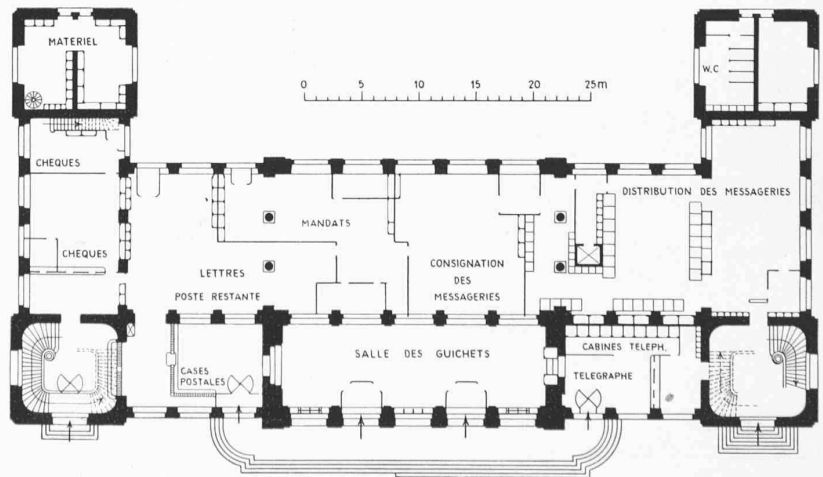 MATERIEL
W.C
0 5 10 15 20 25m
CHEQUES
DISTRIBUTION DES MESSAGERIES
MANDATS
CHEQUES
LETTRES
POSTE RESTANTE
CONSIGNATION
DES
MESSAGERIES
SALLE DES GUICHETS
CABINES TELEPH.
CASES
POSTALES
TELEGRAPHE